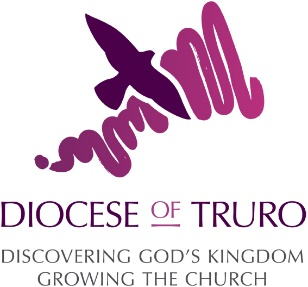 DIOCESE OF TRURO
DISCOVERING GOD'S KINGDOM
GROWING THE CHURCH